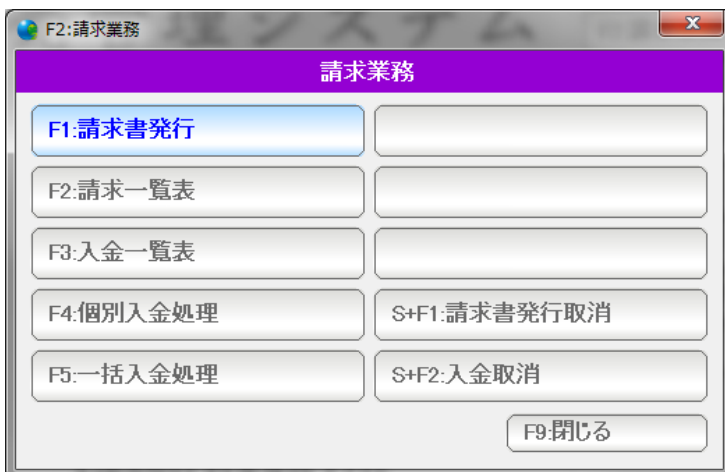 F2:請求業務
請求業務
F1:請求書発行
F2:請求一覧表
F3:入金一覧表
F4:個別入金処理
S+F1:請求書発行取消
F5:一括入金処理
S+F2:入金取消
F9:閉じる